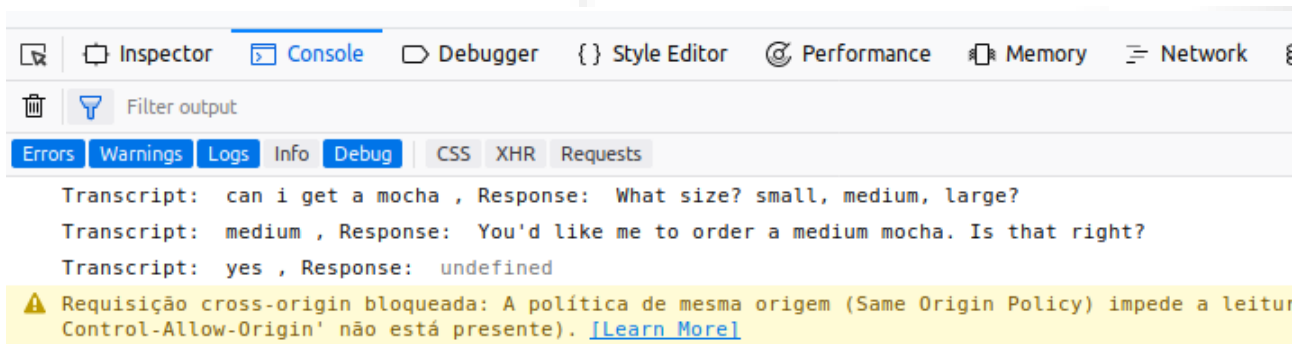 Inspector Console Debugger { } Style Editor Performance Memory Network
Filter output
Errors Warnings Logs Info Debug CSS XHR Requests
Transcript: can i get a mocha , Response: What size? small, medium, large?
Transcript: medium , Response: You'd like me to order a medium mocha. Is that right?
Transcript: yes , Response: undefined
Requisição cross-origin bloqueada: A política de mesma origem (Same Origin Policy) impede a leitur
Control-Allow-Origin' não está presente). [Learn More]